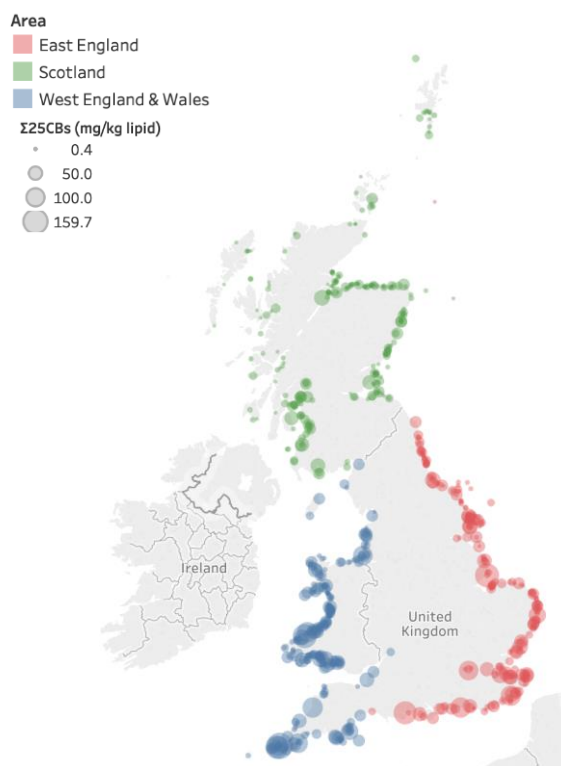 Area
East England
Scotland
West England & Wales
Σ25CBs (mg/kg lipid)
0.4
50.0
100.0
159.7
Ireland
United
Kingdom